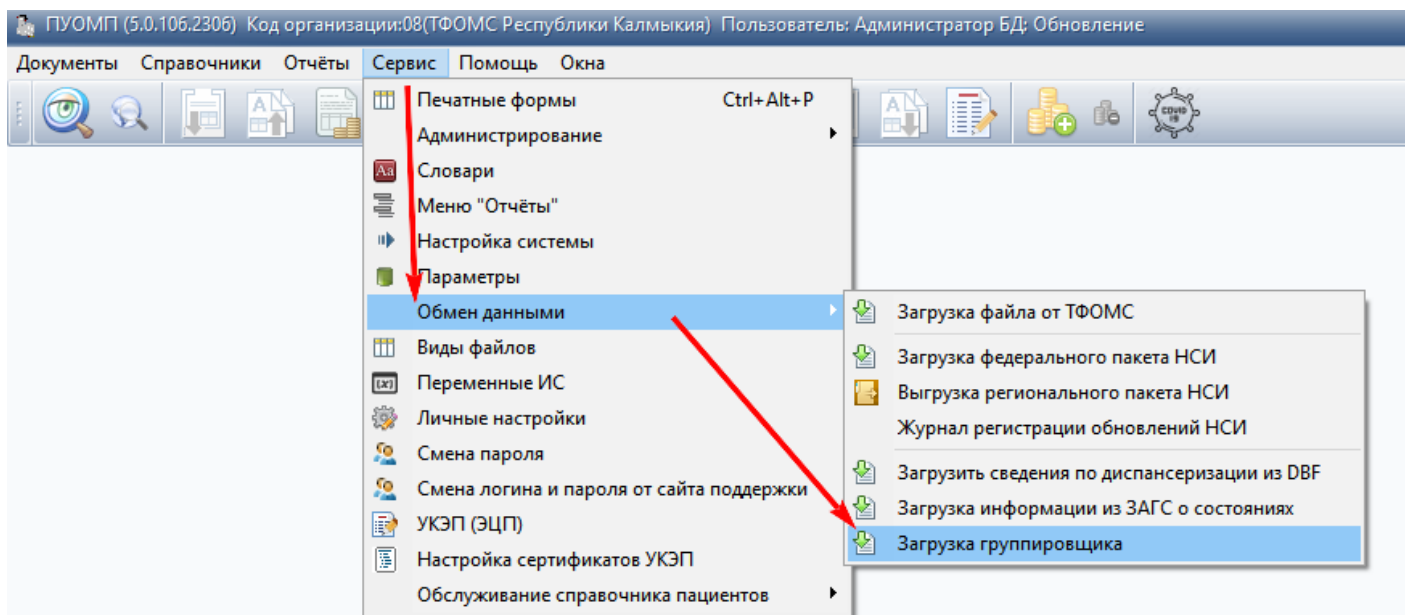 ПУОМП (5.0.106.2306) Код организации:08(ТФОМС Республики Калмыкия) Пользователь: Администратор БД; Обновление
Документы Справочники Отчёты Сервис Помощь Окна
COVID 19
Печатные формы Ctrl+Alt+P
Администрирование
Словари
Меню "Отчёты"
Настройка системы
Параметры
Обмен данными
Виды файлов
Переменные ИС
Личные настройки
Смена пароля
Смена логина и пароля от сайта поддержки
УКЭП (ЭЦП)
Настройка сертификатов УКЭП
Обслуживание справочника пациентов
Загрузка файла от ТФОМС
Загрузка федерального пакета НСИ
Выгрузка регионального пакета НСИ
Журнал регистрации обновлений НСИ
Загрузить сведения по диспансеризации из DBF
Загрузка информации из ЗАГС о состояниях
Загрузка группировщика